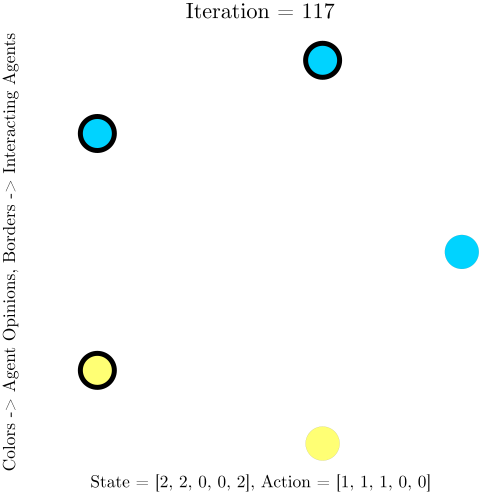 Iteration = 117
Colors -> Agent Opinions, Borders -> Interacting Agents
State = [2, 2, 0, 0, 2], Action = [1, 1, 1, 0, 0]